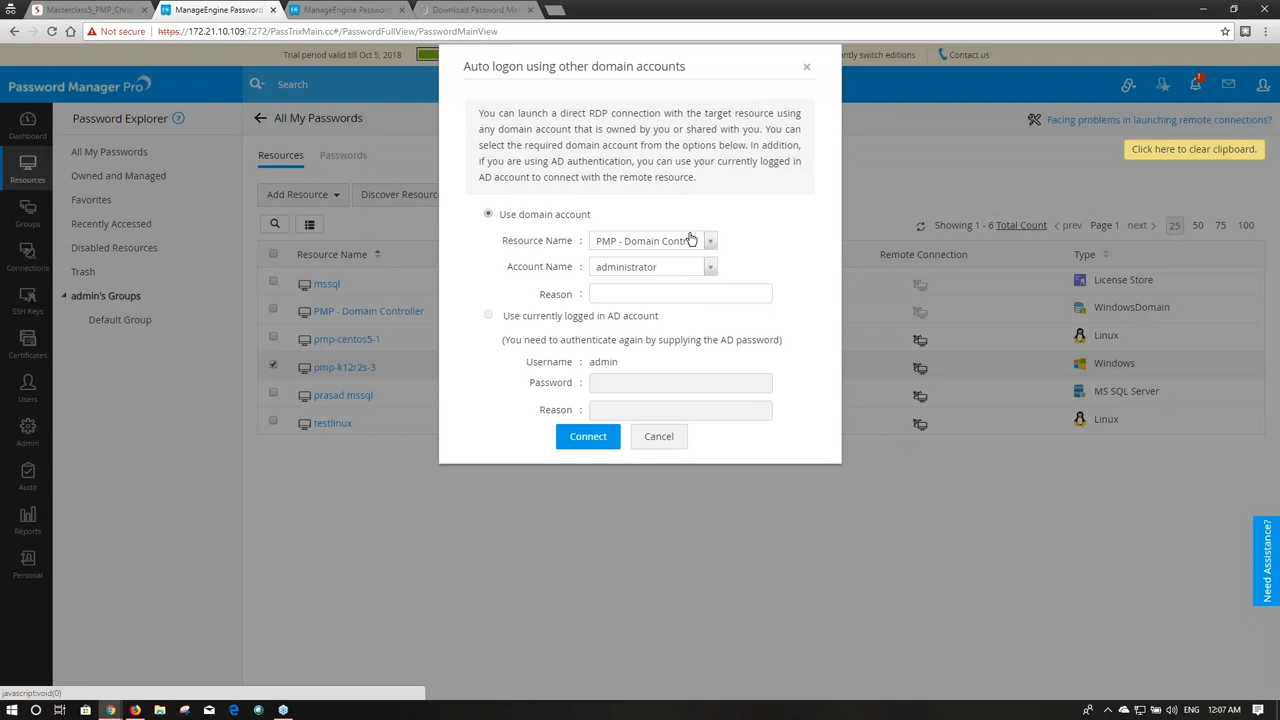 Masterclass5_PMP_Choi
ManageEngine Password
ManageEngine Password
Download Password Ma
Not secure
https://172.21.10.109:7272/PassTrixMain.cc#/PasswordFullView/PasswordMainView
Trial period valid till Oct 5, 2018
ntly switch editions
Contact us
Password Manager Pro
Search
Dashboard
Resources
Groups
Connections
SSH Keys
Certificates
Users
Admin
Audit
Reports
Personal
Password Explorer ?
All My Passwords
Owned and Managed
Favorites
Recently Accessed
Disabled Resources
Trash
admin's Groups
Default Group
All My Passwords
Facing problems in launching remote connections?
Click here to clear clipboard.
Resources Passwords
Add Resource Discover Resourc
Showing 1 - 6 Total Count prev Page 1 next 25 50 75 100
Resource Name Remote Connection Type
mssql License Store
PMP - Domain Controller WindowsDomain
pmp-centos5-1 Linux
pmp-k12r2s-3 Windows
prasad mssql MS SQL Server
testlinux Linux
Auto logon using other domain accounts ×
You can launch a direct RDP connection with the target resource using
any domain account that is owned by you or shared with you. You can
select the required domain account from the options below. In addition,
if you are using AD authentication, you can use your currently logged in
AD account to connect with the remote resource.
Use domain account
Resource Name : PMP - Domain Contr
Account Name : administrator
Reason :
Use currently logged in AD account
(You need to authenticate again by supplying the AD password)
Username : admin
Password :
Reason :
Connect Cancel
Need Assistance?
javascript:void(0)
ENG 12:07 AM